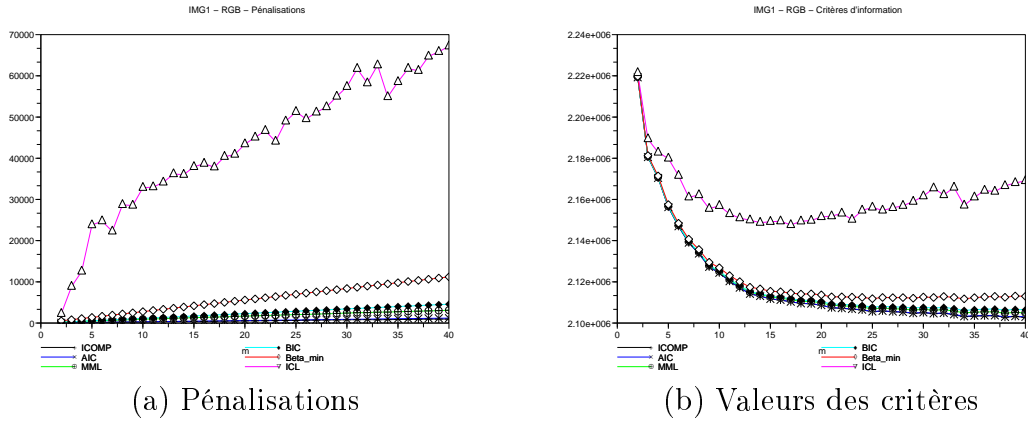 IMG1 − RGB − Pénalisations
70000
60000
50000
40000
30000
20000
10000
0
0 5 10 15 20 25 30 35 40
m
ICOMP
AIC
MML
BIC
Beta_min
ICL
(a) Pénalisations
IMG1 − RGB − Critères d'information
2.24e+006
2.22e+006
2.20e+006
2.18e+006
2.16e+006
2.14e+006
2.12e+006
2.10e+006
0 5 10 15 20 25 30 35 40
m
ICOMP
AIC
MML
BIC
Beta_min
ICL
(b) Valeurs des critères